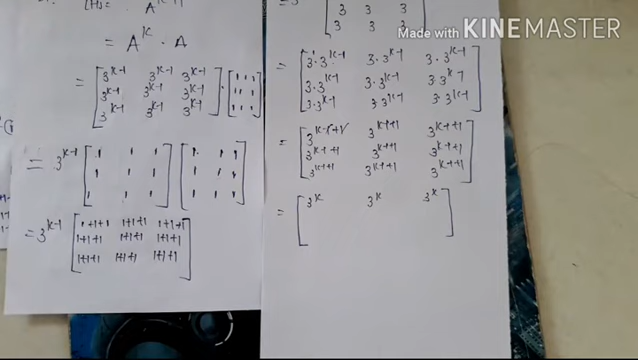 LHS = A^{K+1}
= A^K · A
= [ 3^{K-1} 3^{K-1} 3^{K-1}
3^{K-1} 3^{K-1} 3^{K-1}
3^{K-1} 3^{K-1} 3^{K-1} ] · [ 1 1 1
1 1 1
1 1 1 ]
= 3^{K-1} [ 1 1 1
1 1 1
1 1 1 ] [ 1 1 1
1 1 1
1 1 1 ]
= 3^{K-1} [ 1+1+1 1+1+1 1+1+1
1+1+1 1+1+1 1+1+1
1+1+1 1+1+1 1+1+1 ]
3 3 3
3 3 3
= [ 3·3^{K-1} 3·3^{K-1} 3·3^{K-1}
3·3^{K-1} 3·3^{K-1} 3·3^{K-1}
3·3^{K-1} 3·3^{K-1} 3·3^{K-1} ]
= [ 3^{K-1+1} 3^{K-1+1} 3^{K-1+1}
3^{K-1+1} 3^{K-1+1} 3^{K-1+1}
3^{K-1+1} 3^{K-1+1} 3^{K-1+1} ]
= [ 3^K 3^K 3^K ]
Made with KINEMASTER